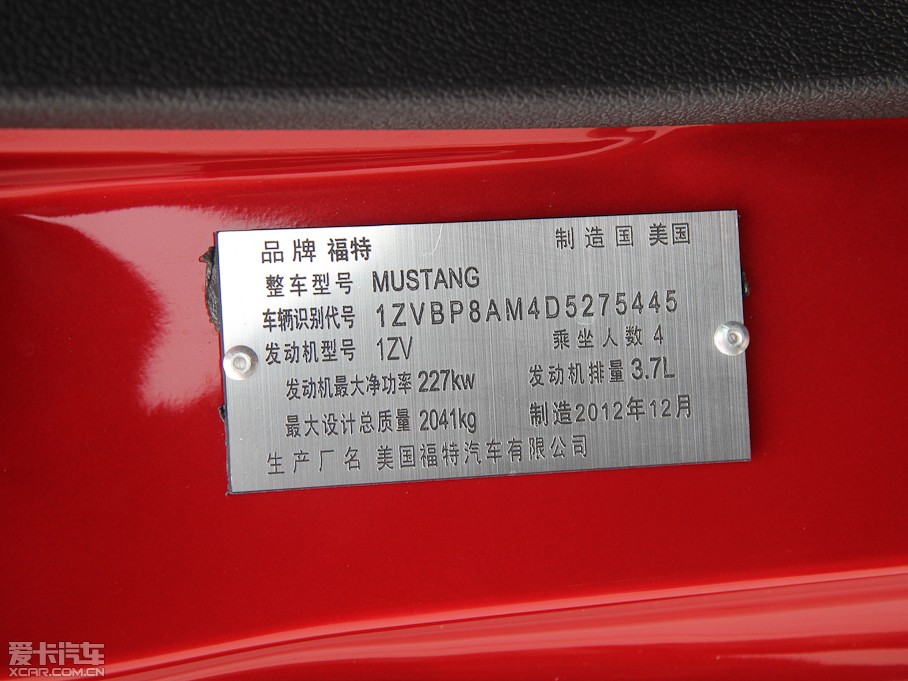 品牌 福特 制造国 美国
整车型号 MUSTANG
车辆识别代号 1ZVBP8AM4D5275445
发动机型号 1ZV 乘坐人数 4
发动机最大净功率 227kw 发动机排量 3.7L
最大设计总质量 2041kg 制造2012年12月
生产厂名 美国福特汽车有限公司
爱卡汽车
XCAR.COM.CN